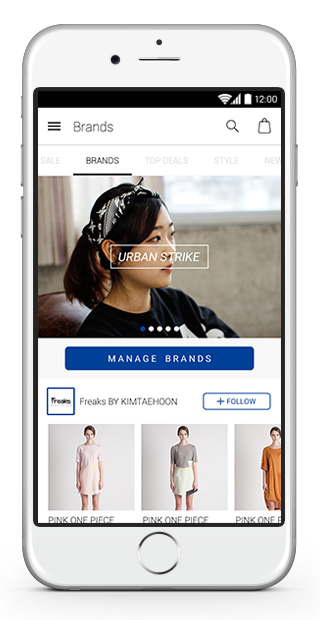 12:00
Brands
SALE BRANDS TOP DEALS STYLE NEW
URBAN STRIKE
MANAGE BRANDS
Freaks Freaks BY KIMTAEHOON + FOLLOW
PINK ONE PIECE PINK ONE PIECE PINK ONE P